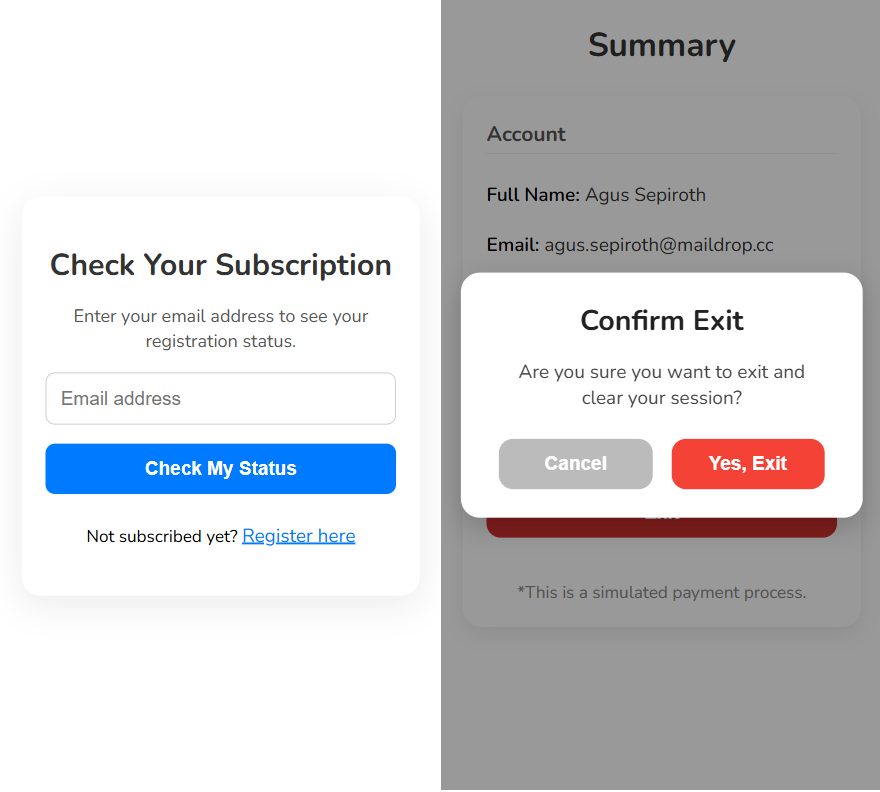 Check Your Subscription
Enter your email address to see your
registration status.
Email address
Check My Status
Not subscribed yet? Register here
Summary
Account
Full Name: Agus Sepiroth
Email: agus.sepiroth@maildrop.cc
Confirm Exit
Are you sure you want to exit and
clear your session?
Cancel
Yes, Exit
*This is a simulated payment process.